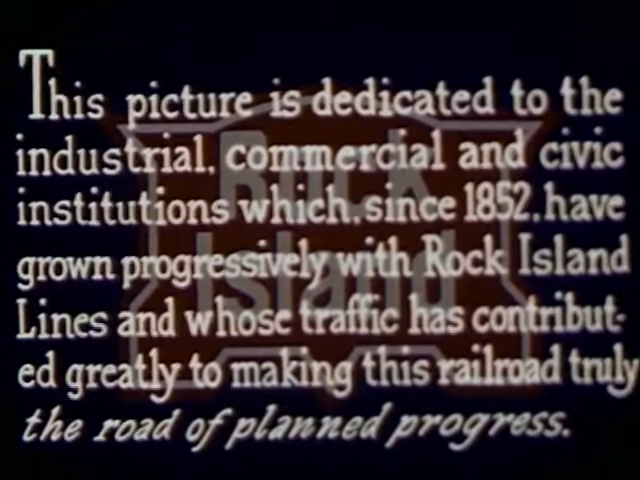 This picture is dedicated to the
industrial, commercial and civic
institutions which, since 1852, have
grown progressively with Rock Island
Lines and whose traffic has contribut-
ed greatly to making this railroad truly
the road of planned progress.
Rock
Island